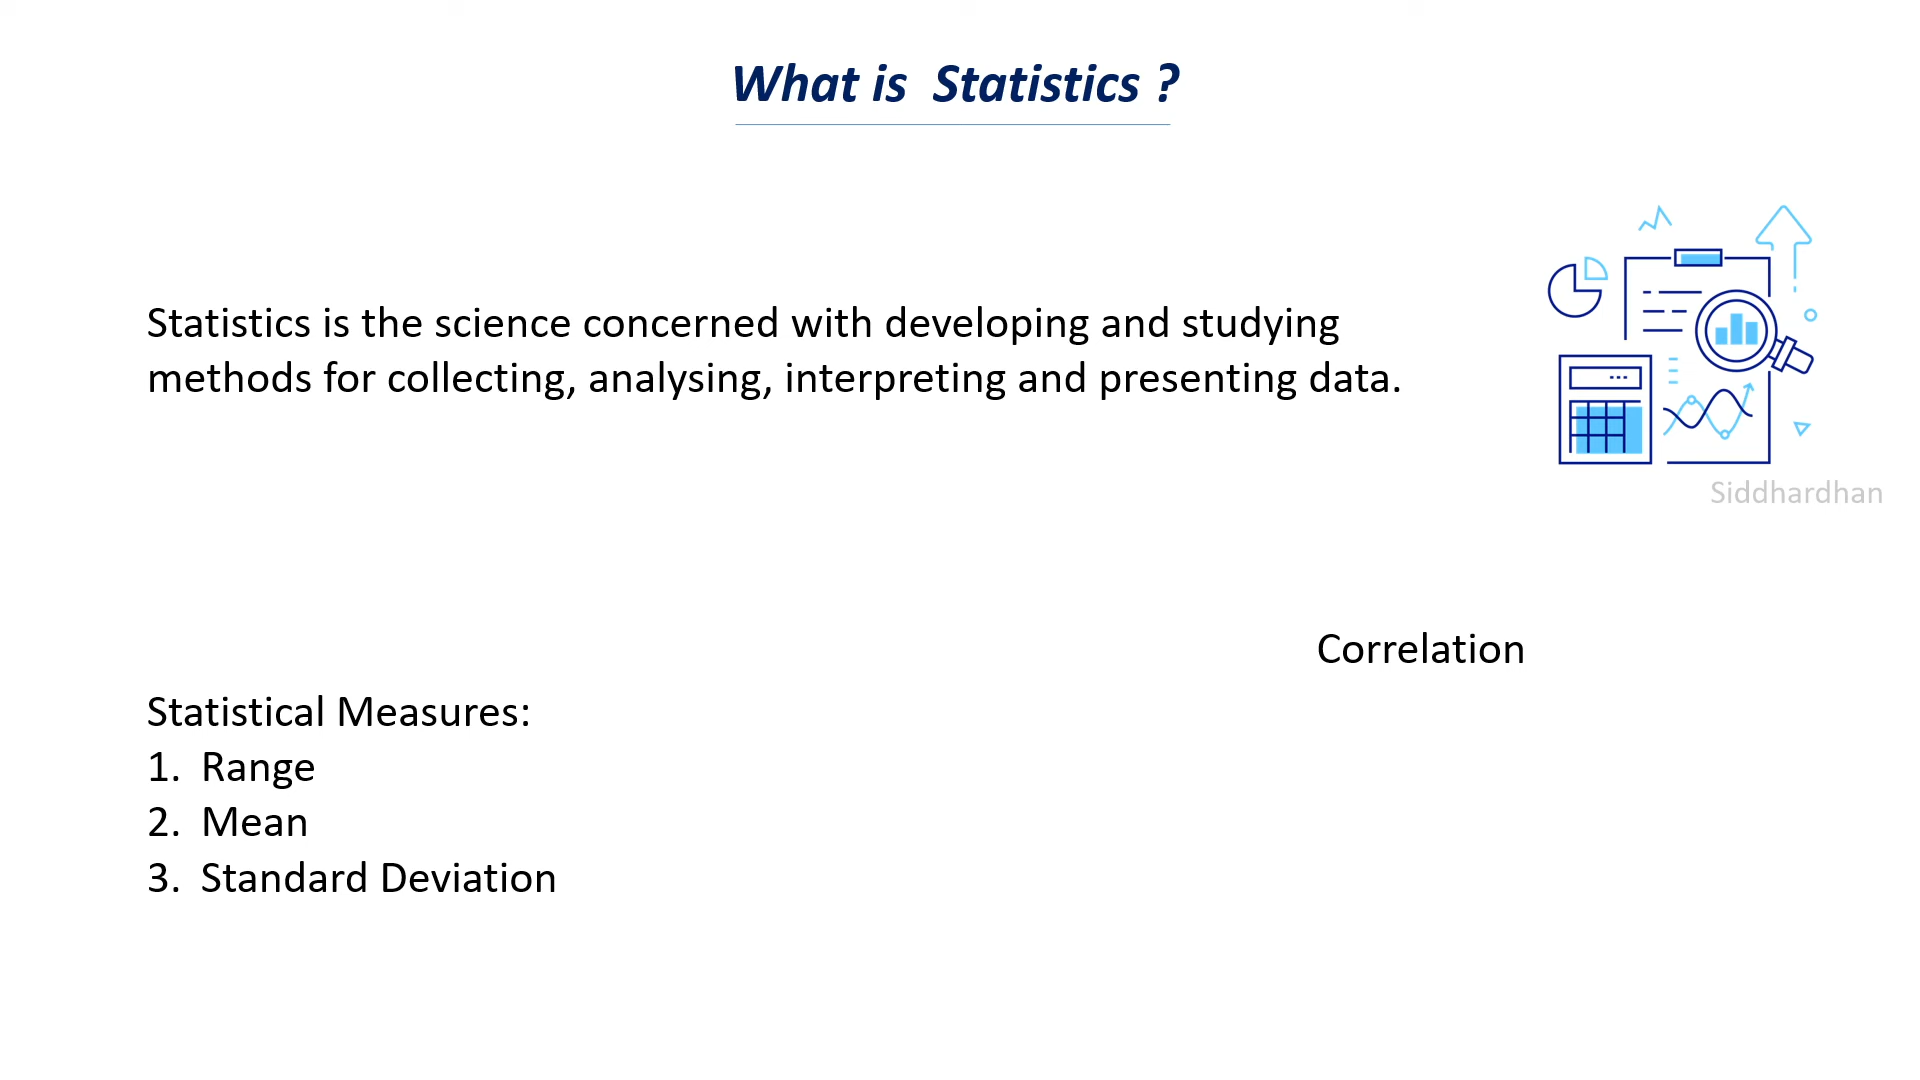 What is  Statistics ?
Statistics is the science concerned with developing and studying
methods for collecting, analysing, interpreting and presenting data.
Siddhardhan
Correlation
Statistical Measures:
1. Range
2. Mean
3. Standard Deviation